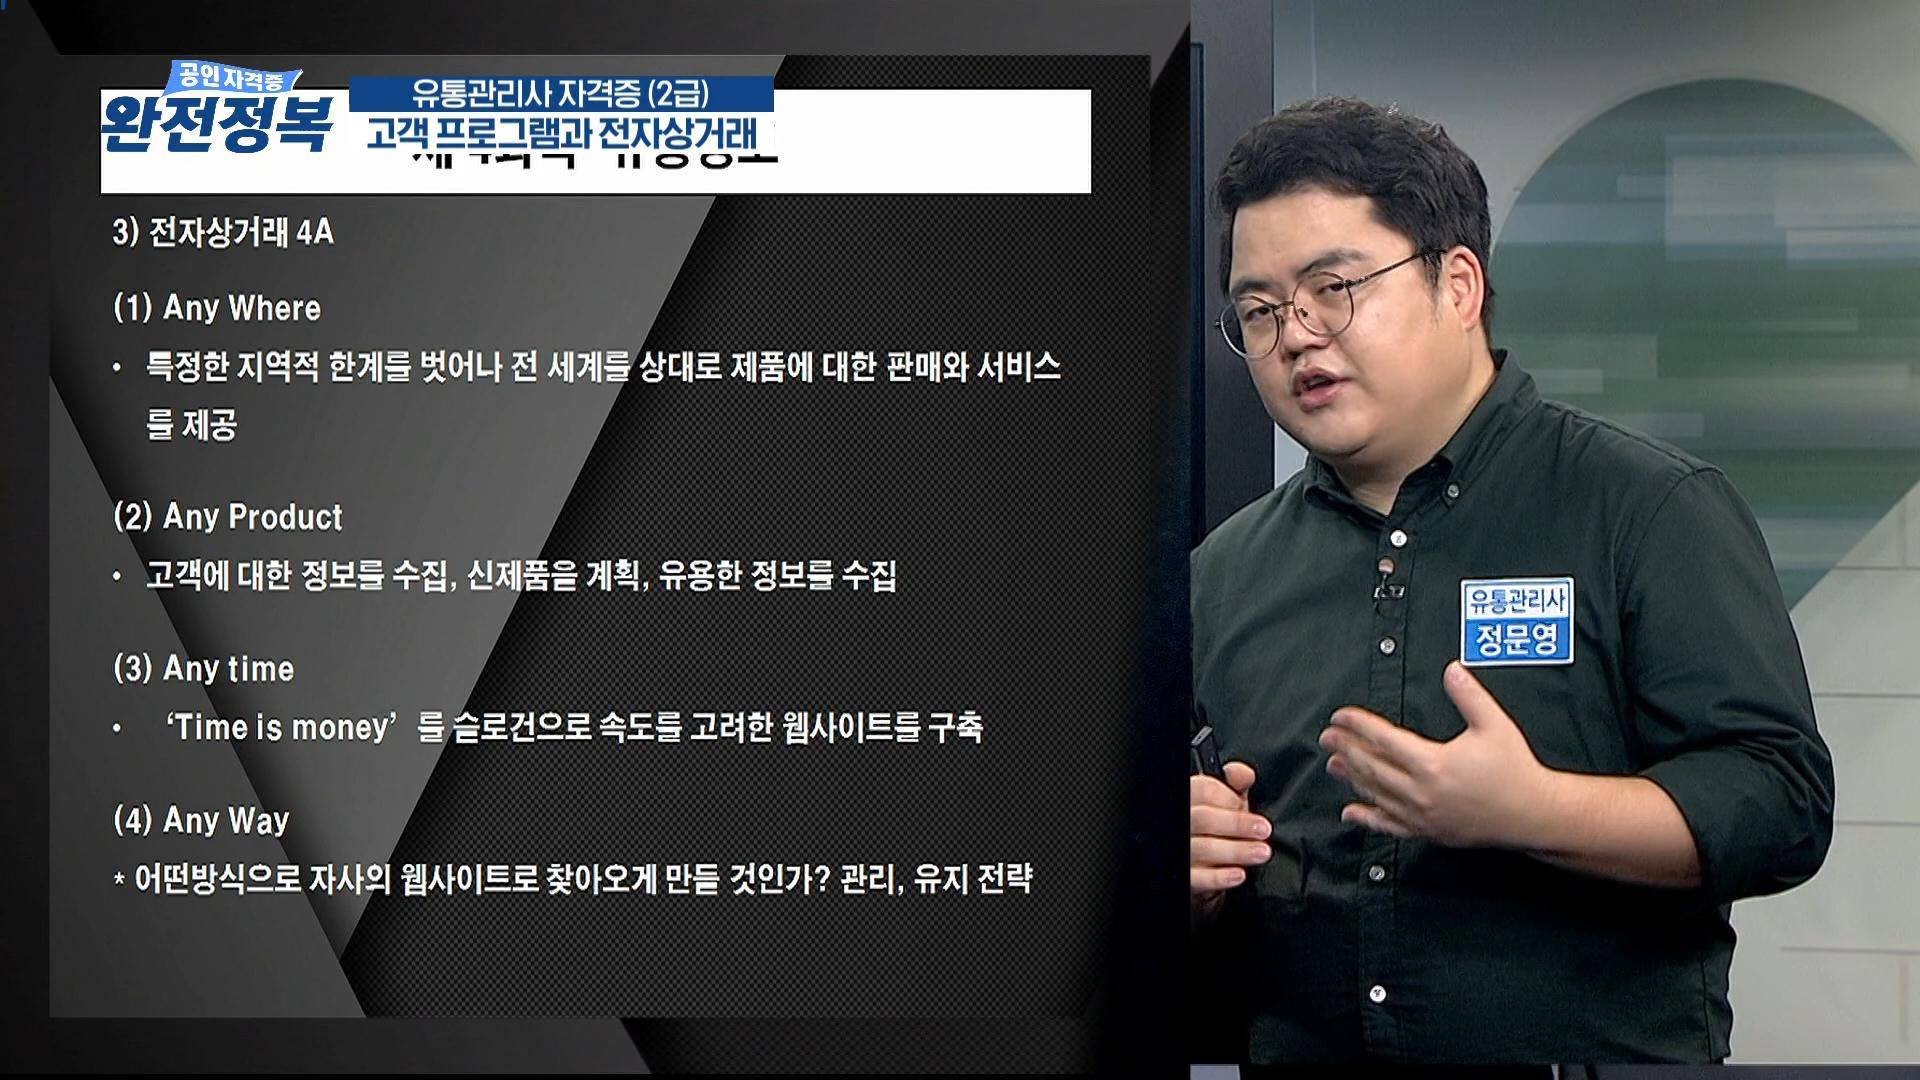 공인 자격증
완전정복
유통관리사 자격증 (2급)
고객 프로그램과 전자상거래
3) 전자상거래 4A
(1) Any Where
• 특정한 지역적 한계를 벗어나 전 세계를 상대로 제품에 대한 판매와 서비스
를 제공
(2) Any Product
• 고객에 대한 정보를 수집, 신제품을 계획, 유용한 정보를 수집
(3) Any time
• ‘Time is money’ 를 슬로건으로 속도를 고려한 웹사이트를 구축
(4) Any Way
* 어떤방식으로 자사의 웹사이트로 찾아오게 만들 것인가? 관리, 유지 전략
유통관리사
정문영